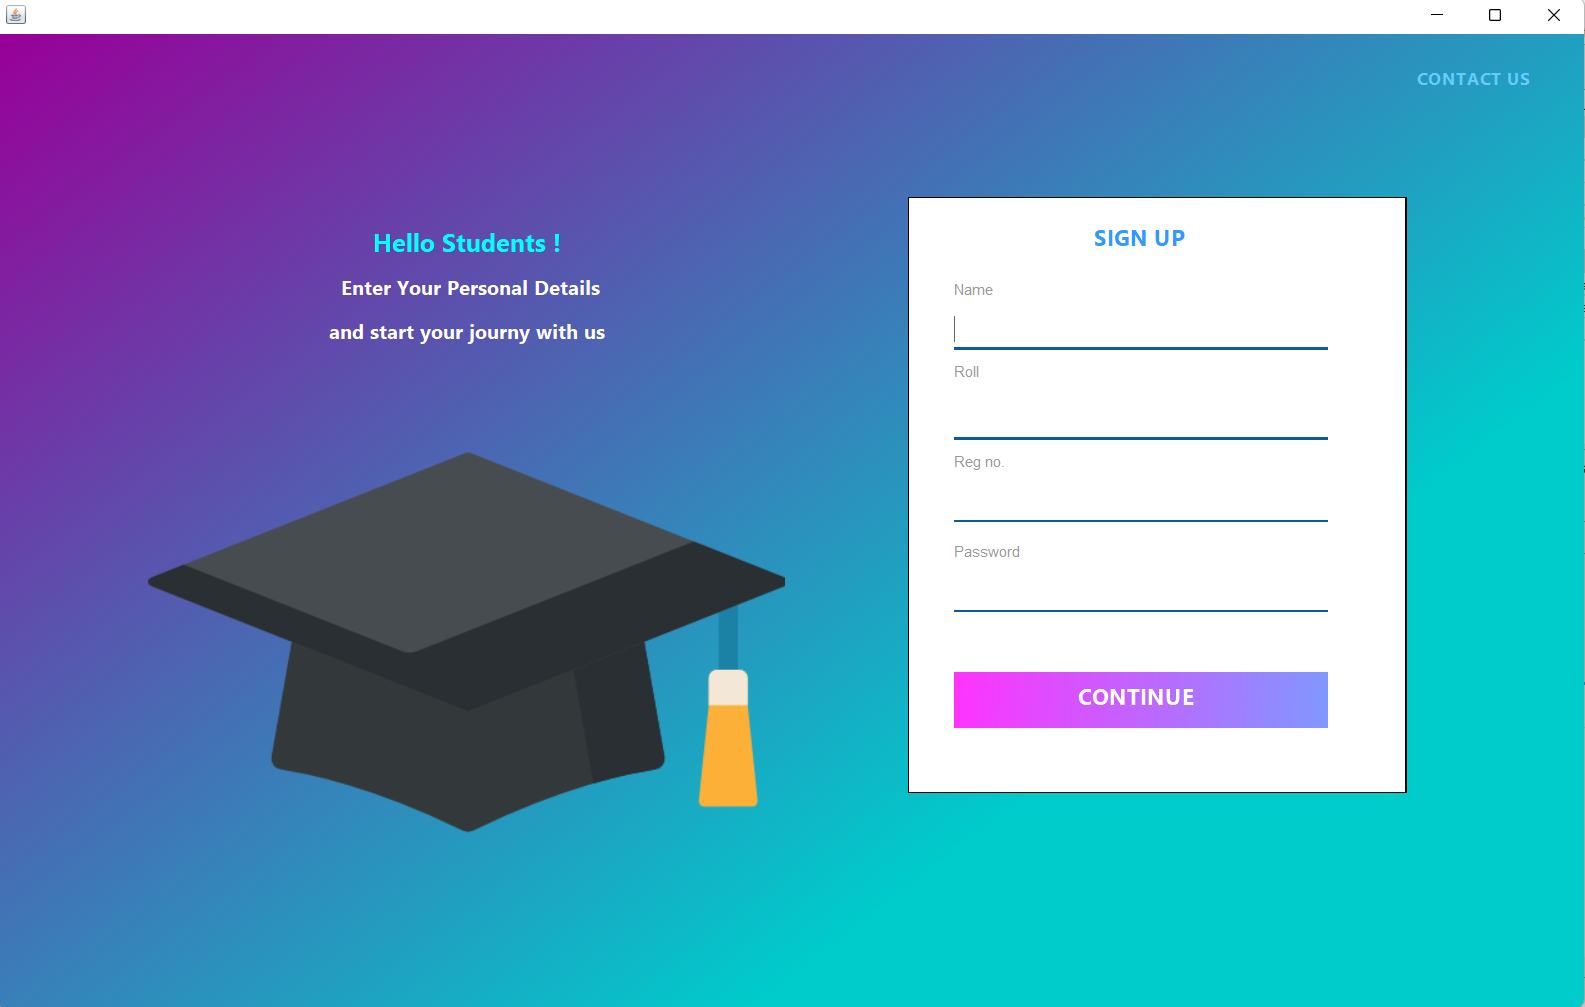 CONTACT US
Hello Students !
Enter Your Personal Details
and start your journy with us
SIGN UP
Name
Roll
Reg no.
Password
CONTINUE